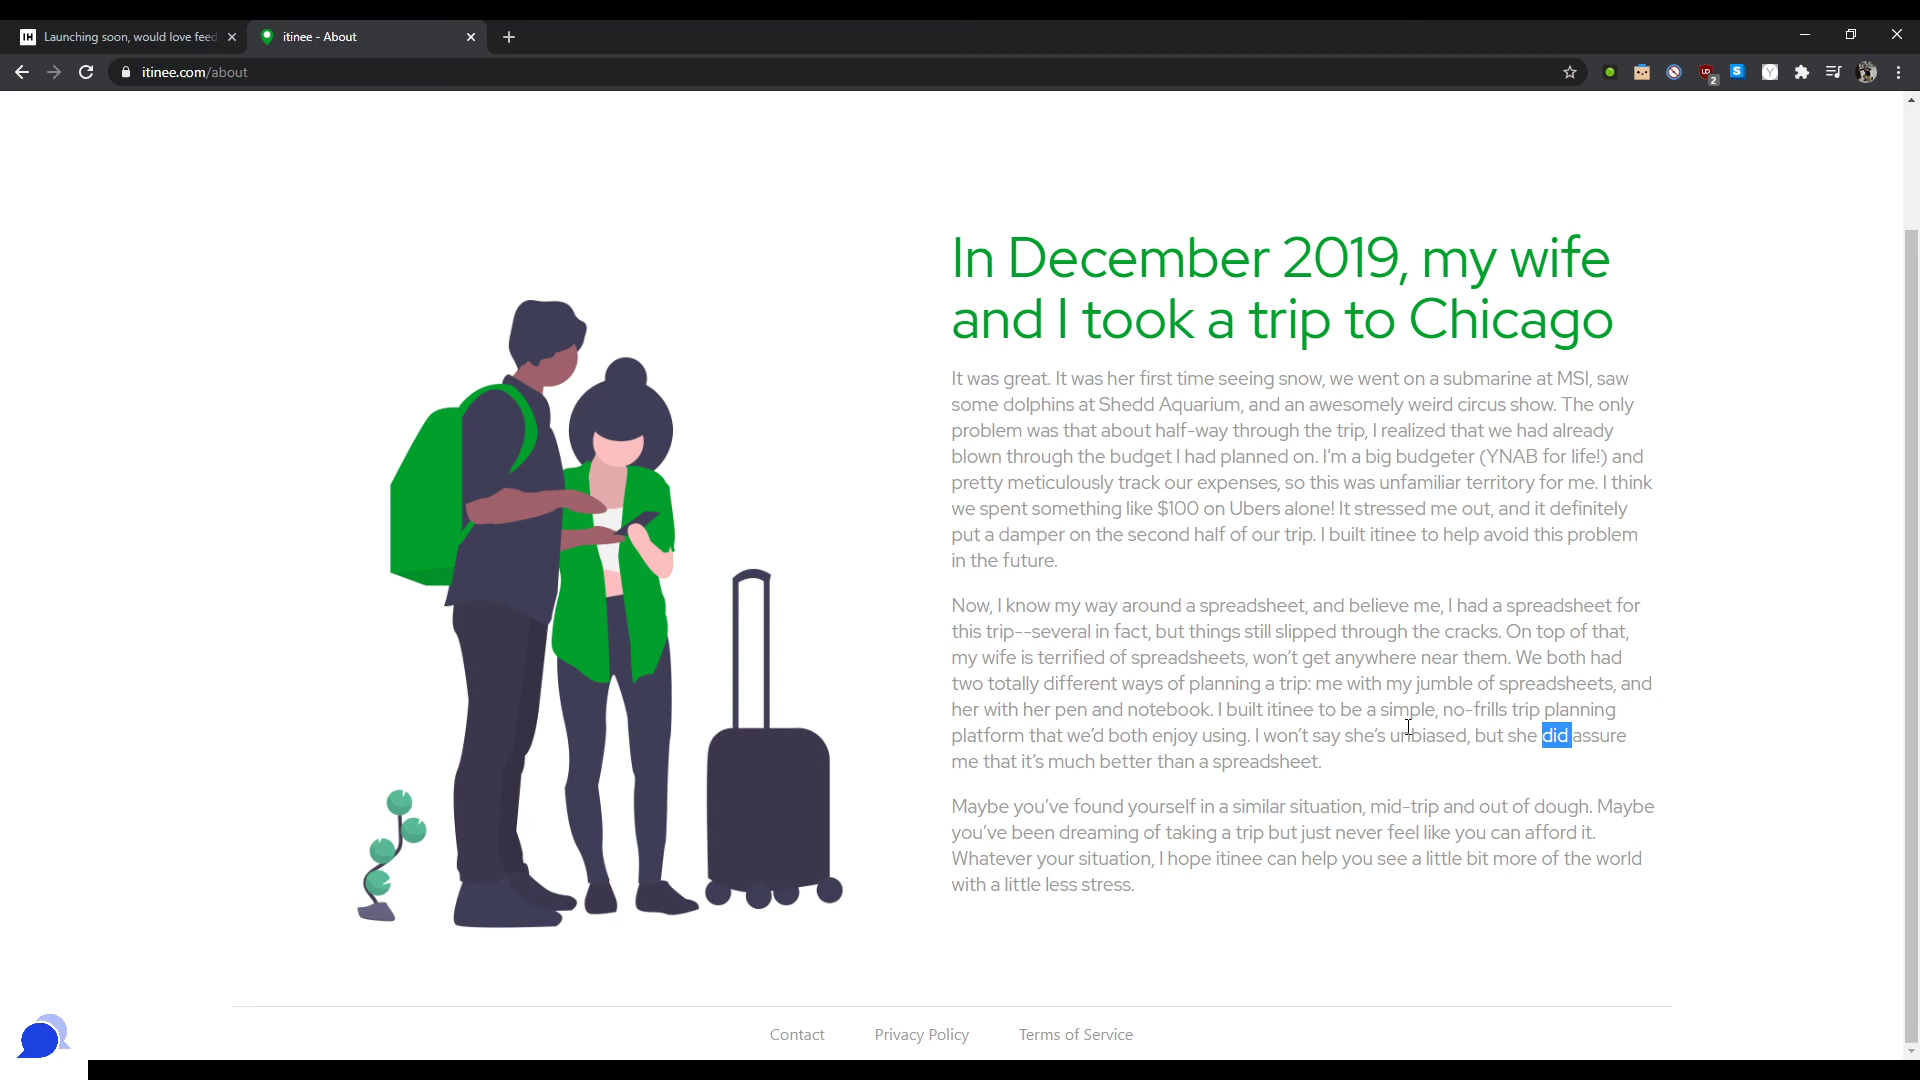 IH Launching soon, would love feed
itinee - About
itinee.com/about
UD
2
S
Y
In December 2019, my wife
and I took a trip to Chicago
It was great. It was her first time seeing snow, we went on a submarine at MSI, saw
some dolphins at Shedd Aquarium, and an awesomely weird circus show. The only
problem was that about half-way through the trip, I realized that we had already
blown through the budget I had planned on. I'm a big budgeter (YNAB for life!) and
pretty meticulously track our expenses, so this was unfamiliar territory for me. I think
we spent something like $100 on Ubers alone! It stressed me out, and it definitely
put a damper on the second half of our trip. I built itinee to help avoid this problem
in the future.
Now, I know my way around a spreadsheet, and believe me, I had a spreadsheet for
this trip--several in fact, but things still slipped through the cracks. On top of that,
my wife is terrified of spreadsheets, won't get anywhere near them. We both had
two totally different ways of planning a trip: me with my jumble of spreadsheets, and
her with her pen and notebook. I built itinee to be a simple, no-frills trip planning
platform that we'd both enjoy using. I won't say she's unbiased, but she did assure
me that it's much better than a spreadsheet.
Maybe you've found yourself in a similar situation, mid-trip and out of dough. Maybe
you've been dreaming of taking a trip but just never feel like you can afford it.
Whatever your situation, I hope itinee can help you see a little bit more of the world
with a little less stress.
Contact
Privacy Policy
Terms of Service